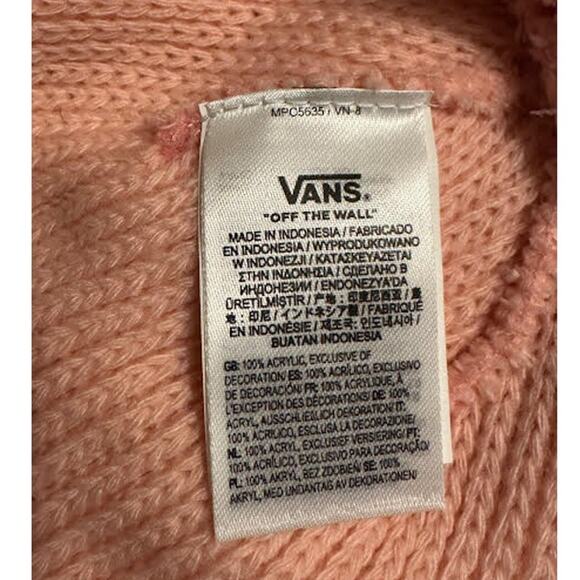 MPC5635 / VN-8
VANS®
"OFF THE WALL"
MADE IN INDONESIA / FABRICADO
EN INDONESIA / WYPRODUKOWANO
W INDONEZJI / ΚΑΤΑΣΚΕΥΑΖΕΤΑΙ
ΣΤΗΝ ΙΝΔΟΝΗΣΙΑ / СДЕЛАНО В
ИНДОНЕЗИИ / ENDONEZYA'DA
ÜRETİLMİŞTİR / 产地：印度尼西亚 / 產
地：印尼 / インドネシア製 / FABRIQUÉ
EN INDONÉSIE / 제조국: 인도네시아 /
BUATAN INDONESIA
GB: 100% ACRYLIC, EXCLUSIVE OF
DECORATION/ ES: 100% ACRÍLICO, EXCLUSIVO
DE DECORACIÓN/ FR: 100% ACRYLIQUE, À
L'EXCEPTION DES DÉCORATIONS/ DE: 100%
ACRYL, AUSSCHLIEßLICH DEKORATION/ IT:
100% ACRILICO, ESCLUSA LA DECORAZIONE/
NL: 100% ACRYL, EXCLUSIEF VERSIERING/ PT:
100% ACRÍLICO, EXCLUSIVO PARA DECORAÇÃO/
PL: 100% AKRYL, BEZ ZDOBIEŃ/ SE: 100%
AKRYL, MED UNDANTAG AV DEKORATIONEN/